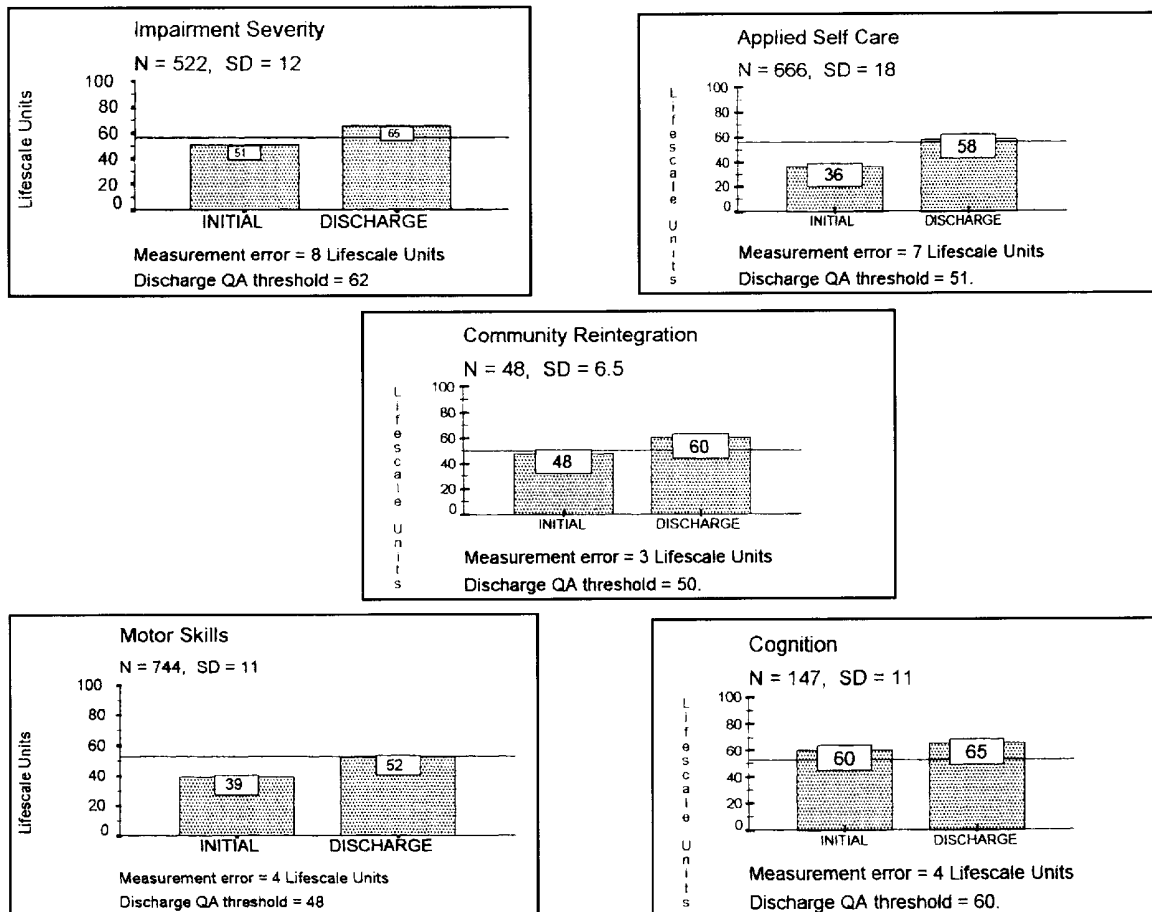 Impairment Severity
N = 522, SD = 12
Lifescale Units
100
80
60
40
20
0
51
65
INITIAL DISCHARGE
Measurement error = 8 Lifescale Units
Discharge QA threshold = 62
Applied Self Care
N = 666, SD = 18
Lifescale Units
100
80
60
40
20
0
36
58
INITIAL DISCHARGE
Measurement error = 7 Lifescale Units
Discharge QA threshold = 51.
Community Reintegration
N = 48, SD = 6.5
Lifescale Units
100
80
60
40
20
0
48
60
INITIAL DISCHARGE
Measurement error = 3 Lifescale Units
Discharge QA threshold = 50.
Motor Skills
N = 744, SD = 11
Lifescale Units
100
80
60
40
20
0
39
52
INITIAL DISCHARGE
Measurement error = 4 Lifescale Units
Discharge QA threshold = 48
Cognition
N = 147, SD = 11
Lifescale Units
100
80
60
40
20
0
60
65
INITIAL DISCHARGE
Measurement error = 4 Lifescale Units
Discharge QA threshold = 60.